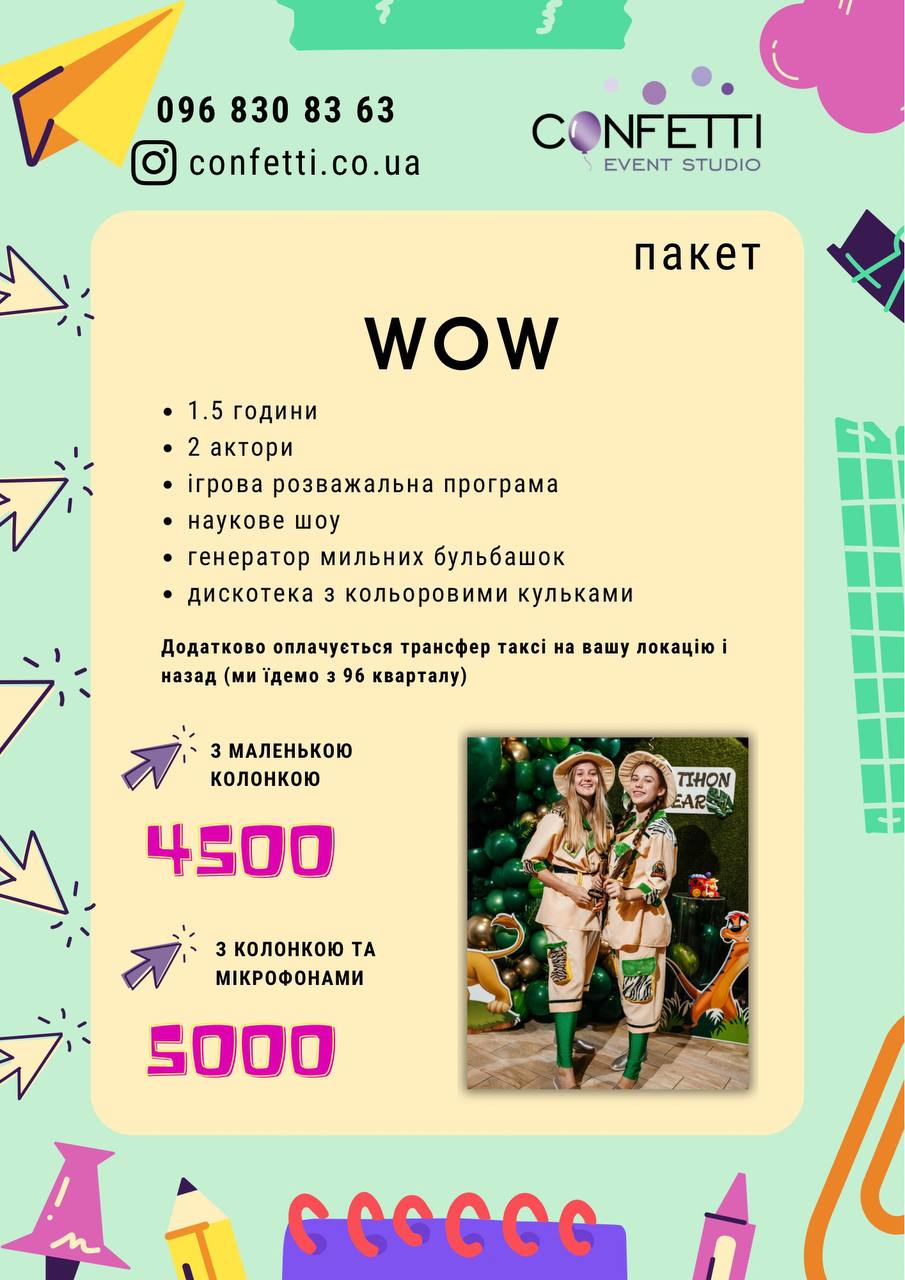 096 830 83 63
confetti.co.ua
CONFETTI
EVENT STUDIO
пакет
WOW
• 1.5 години
• 2 актори
• ігрова розважальна програма
• наукове шоу
• генератор мильних бульбашок
• дискотека з кольоровими кульками
Додатково оплачується трансфер таксі на вашу локацію і
назад (ми їдемо з 96 кварталу)
З МАЛЕНЬКОЮ
КОЛОНКОЮ
4500
З КОЛОНКОЮ ТА
МІКРОФОНАМИ
5000
TIHON